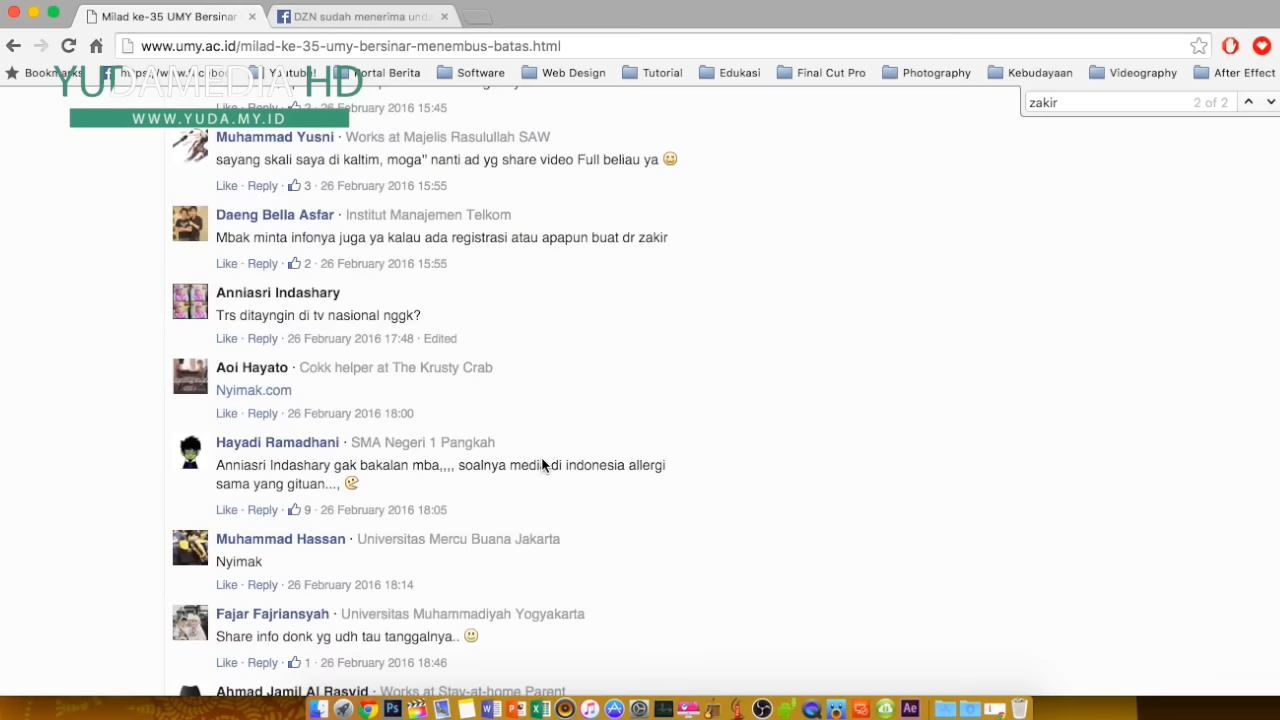 Milad ke-35 UMY Bersinar
DZN sudah menerima und
www.umy.ac.id/milad-ke-35-umy-bersinar-menembus-batas.html
Youtube! Portal Berita Software Web Design Tutorial Edukasi Final Cut Pro Photography Kebudayaan Videography After Effect
YUDAMEDIA HD
WWW.YUDA.MY.ID
zakir 2 of 2
Like · Reply · 2 · 26 February 2016 15:45
Muhammad Yusni · Works at Majelis Rasulullah SAW
sayang skali saya di kaltim, moga" nanti ad yg share video Full beliau ya
Like · Reply · 3 · 26 February 2016 15:55
Daeng Bella Asfar · Institut Manajemen Telkom
Mbak minta infonya juga ya kalau ada registrasi atau apapun buat dr zakir
Like · Reply · 2 · 26 February 2016 15:55
Anniasri Indashary
Trs ditayngin di tv nasional nggk?
Like · Reply · 26 February 2016 17:48 · Edited
Aoi Hayato · Cokk helper at The Krusty Crab
Nyimak.com
Like · Reply · 26 February 2016 18:00
Hayadi Ramadhani · SMA Negeri 1 Pangkah
Anniasri Indashary gak bakalan mba,,,, soalnya media di indonesia allergi
sama yang gituan...,
Like · Reply · 9 · 26 February 2016 18:05
Muhammad Hassan · Universitas Mercu Buana Jakarta
Nyimak
Like · Reply · 26 February 2016 18:14
Fajar Fajriansyah · Universitas Muhammadiyah Yogyakarta
Share info donk yg udh tau tanggalnya..
Like · Reply · 1 · 26 February 2016 18:46
Ahmad Jamil Al Rasyid · Works at Stay-at-home Parent